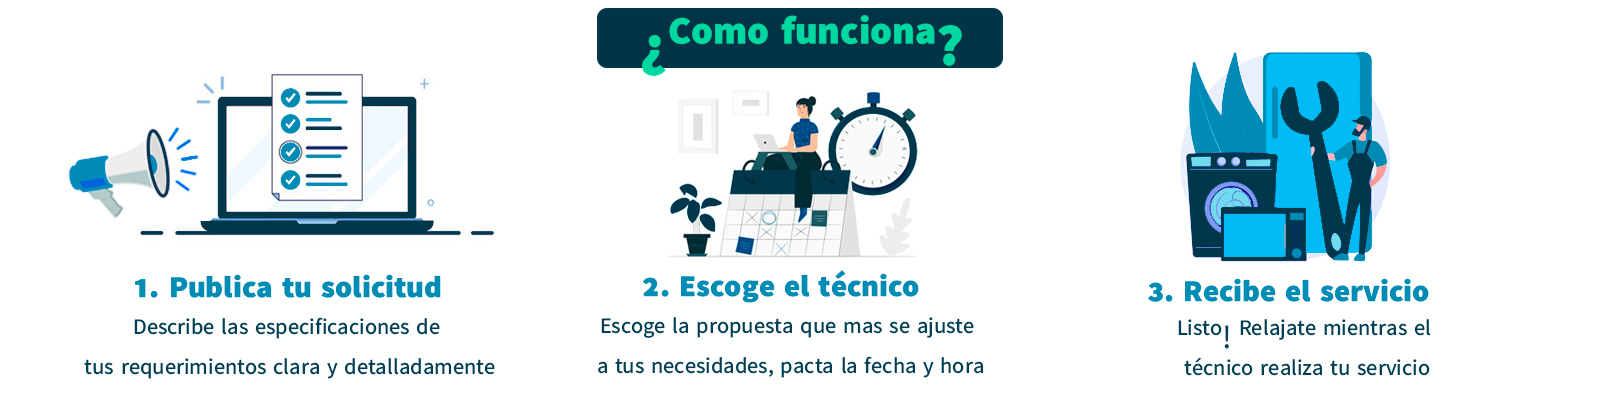 ¿Como funciona?
1. Publica tu solicitud
Describe las especificaciones de
tus requerimientos clara y detalladamente
2. Escoge el técnico
Escoge la propuesta que mas se ajuste
a tus necesidades, pacta la fecha y hora
3. Recibe el servicio
Listo! Relajate mientras el
técnico realiza tu servicio